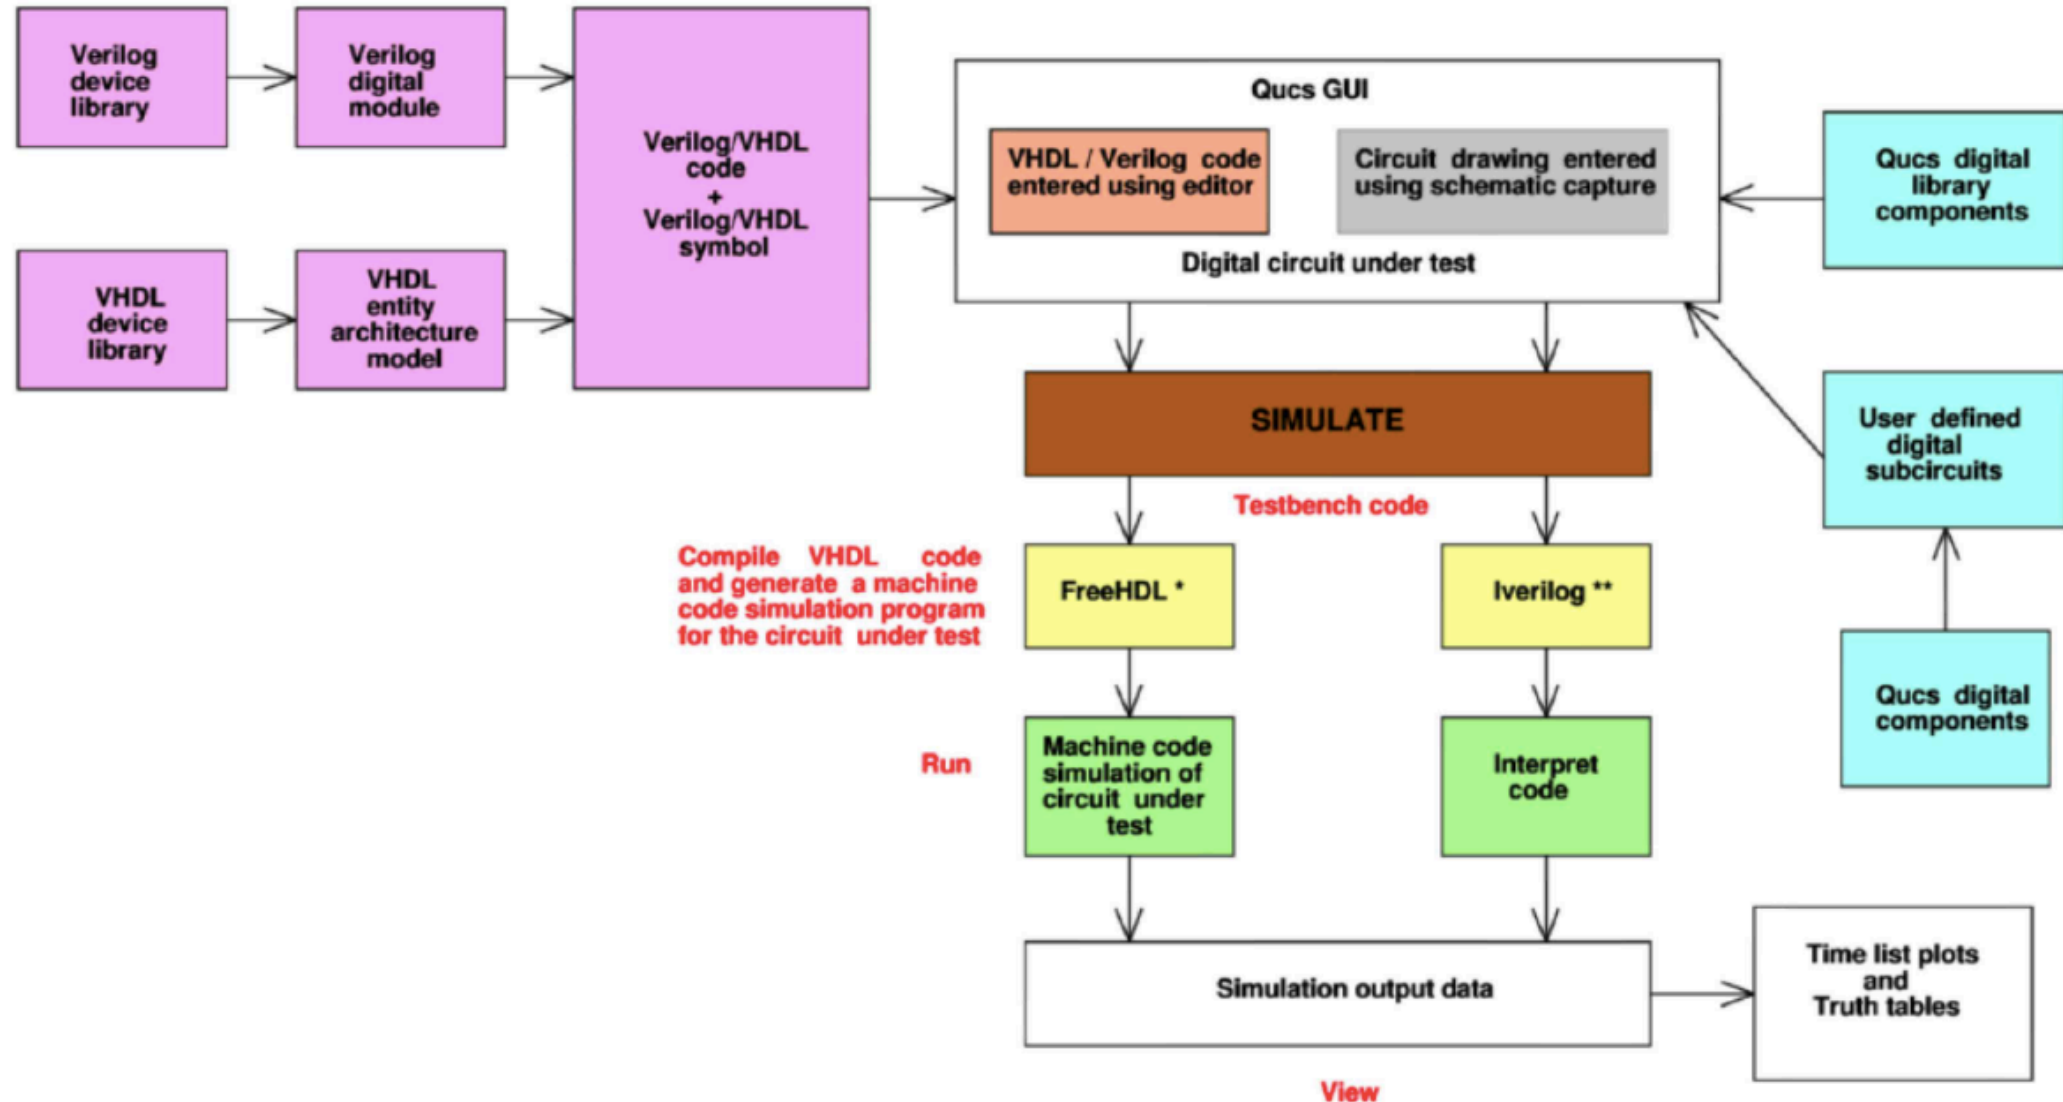 Verilog
device
library
Verilog
digital
module
Verilog/VHDL
code
+
Verilog/VHDL
symbol
VHDL
device
library
VHDL
entity
architecture
model
Qucs GUI
VHDL / Verilog code
entered using editor
Circuit drawing entered
using schematic capture
Digital circuit under test
Qucs digital
library
components
SIMULATE
User defined
digital
subcircuits
Testbench code
Compile VHDL code
and generate a machine
code simulation program
for the circuit under test
FreeHDL *
Iverilog **
Qucs digital
components
Run
Machine code
simulation of
circuit under
test
Interpret
code
Simulation output data
Time list plots
and
Truth tables
View